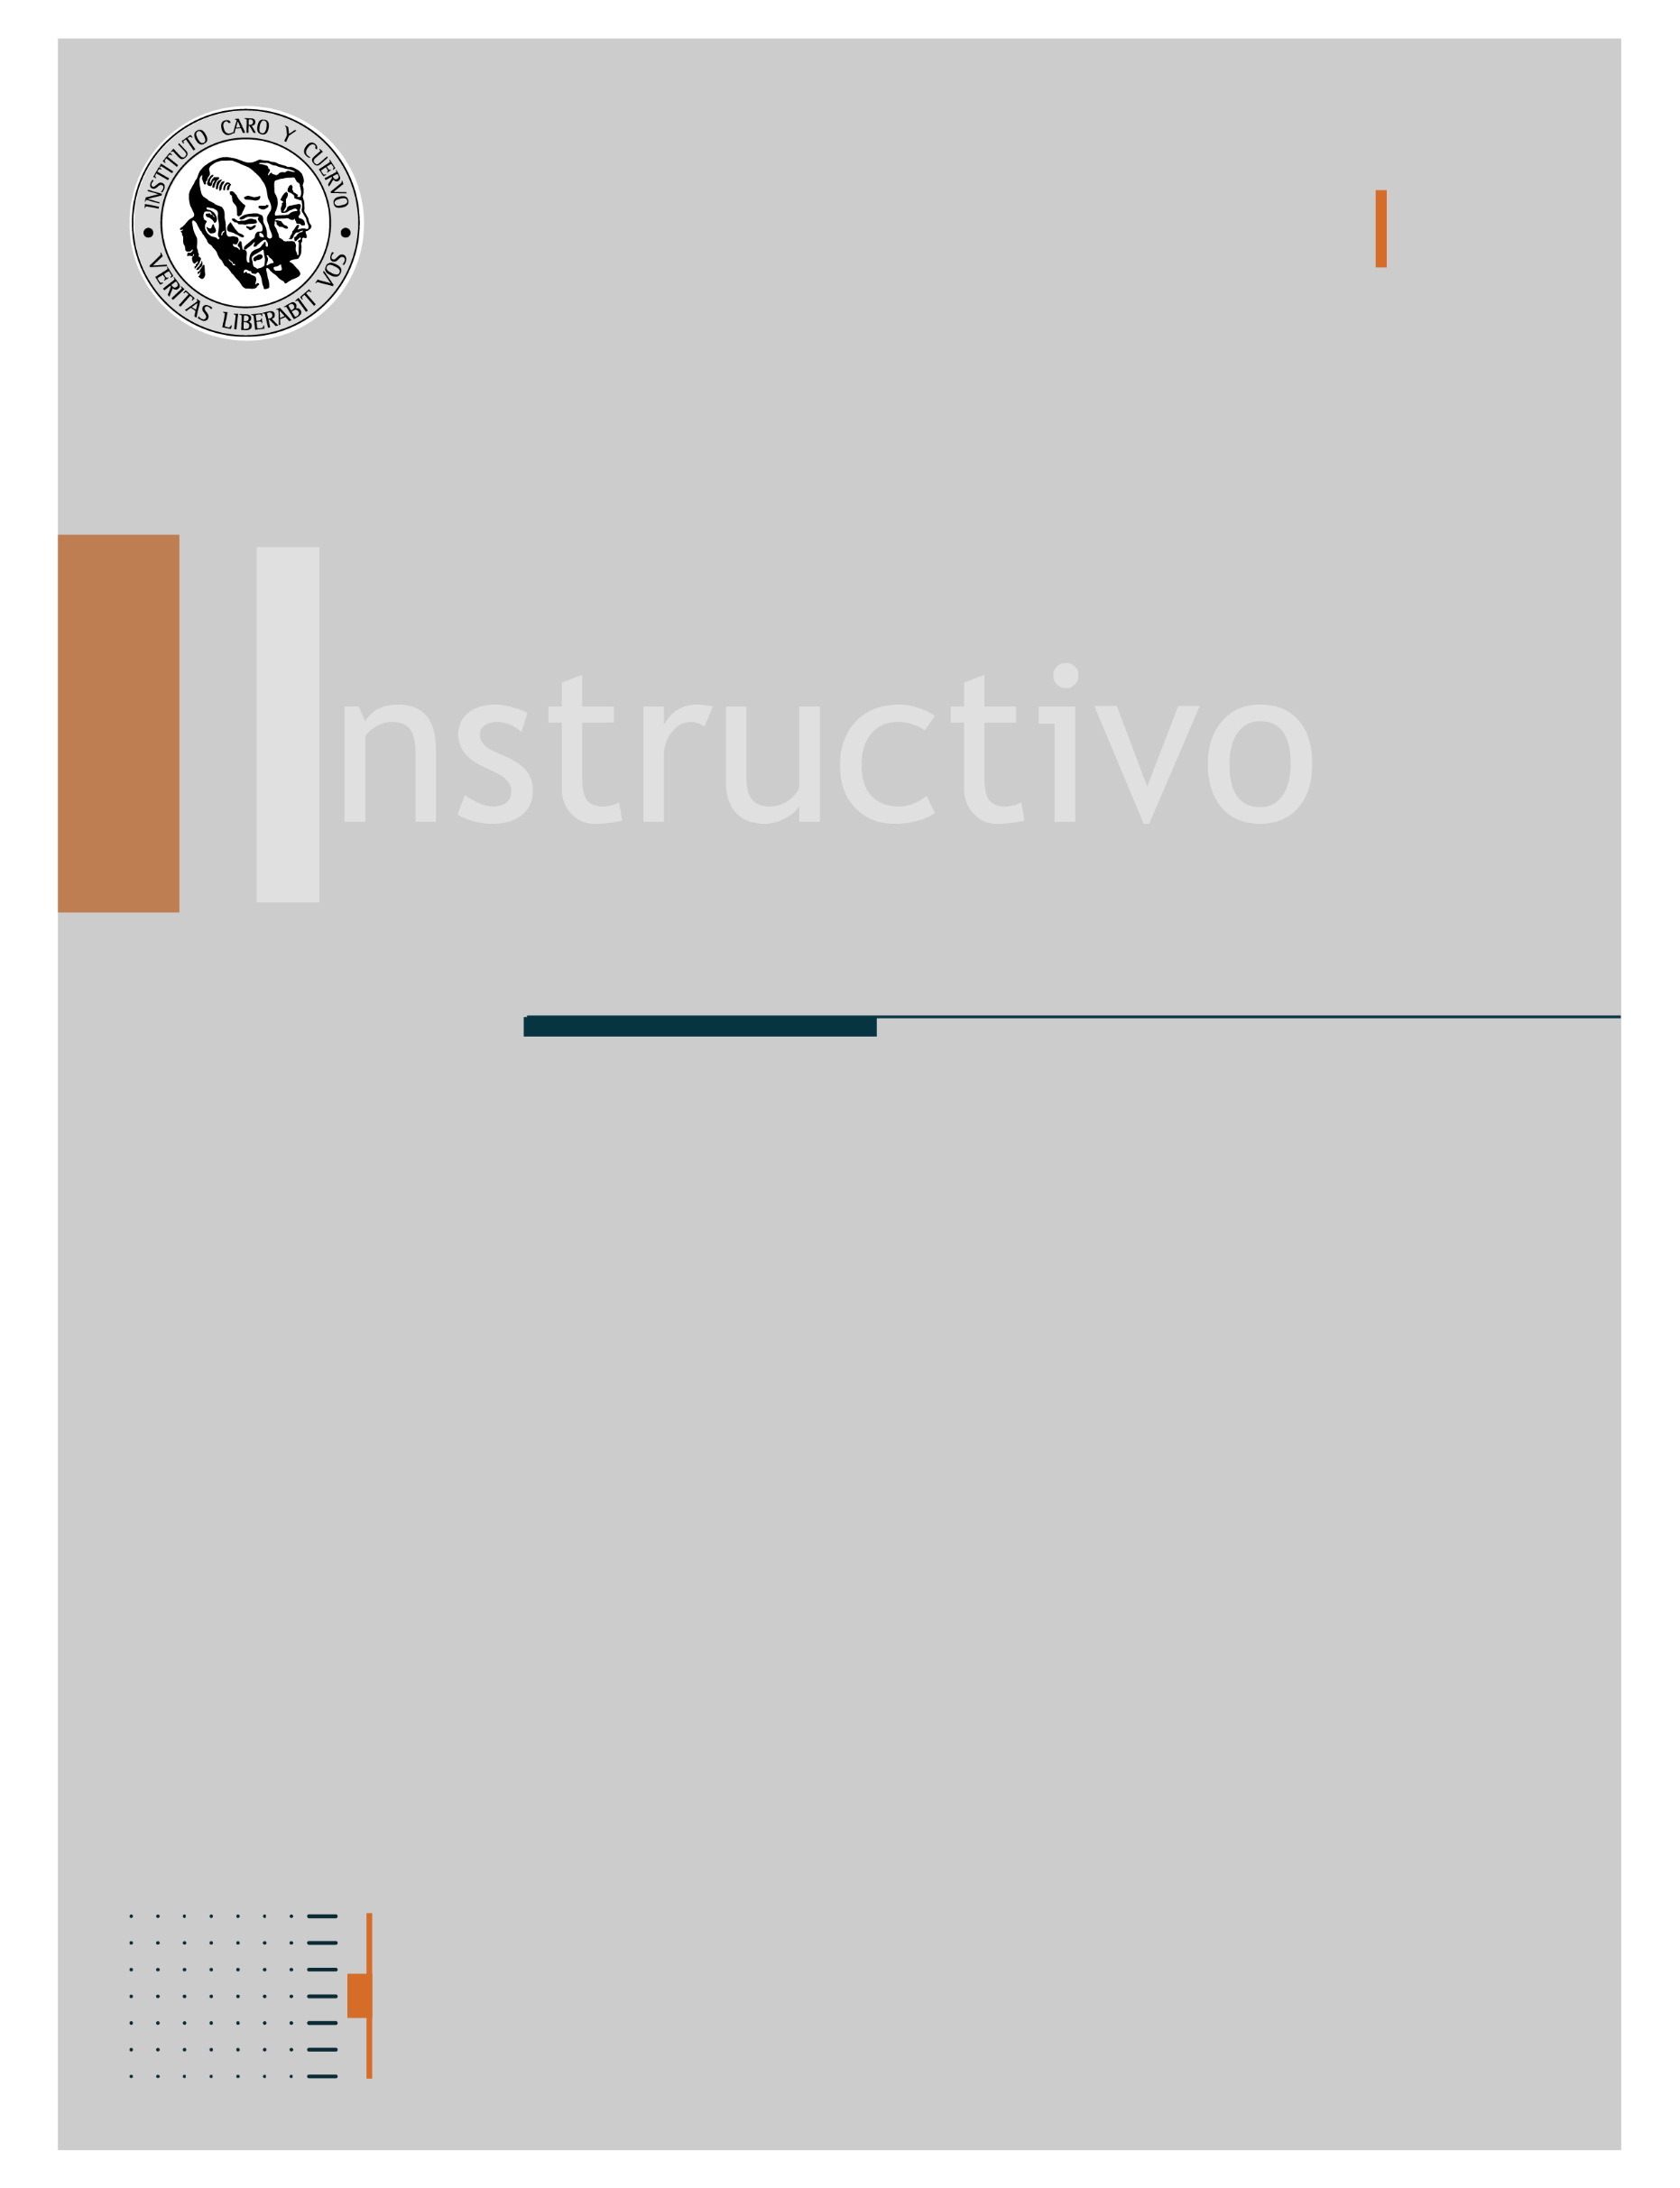 INSTITUTO CARO Y CUERVO
VERITAS LIBERABIT VOS
Instructivo